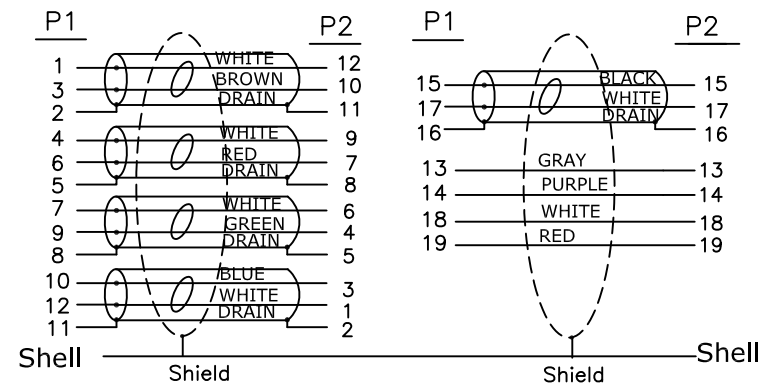 P1 P2 P1 P2
1 WHITE 12
3 BROWN 10
2 DRAIN 11
4 WHITE 9
6 RED 7
5 DRAIN 8
7 WHITE 6
9 GREEN 4
8 DRAIN 5
10 BLUE 3
12 WHITE 1
11 DRAIN 2
15 BLACK 15
17 WHITE 17
16 DRAIN 16
13 GRAY 13
14 PURPLE 14
18 WHITE 18
19 RED 19
Shell Shell
Shield Shield